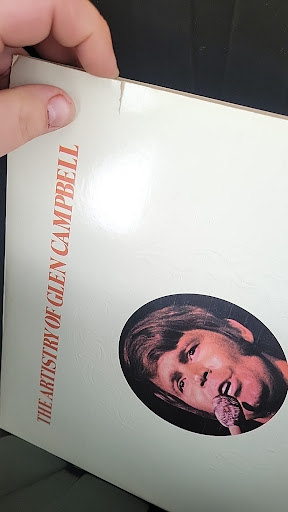 THE ARTISTRY OF GLEN CAMPBELL